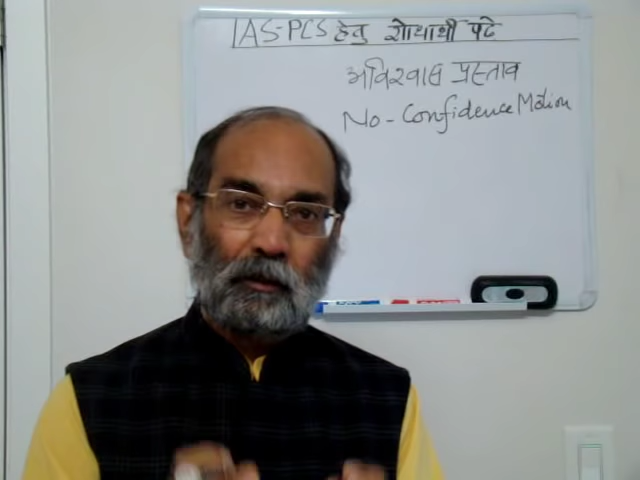 IAS-PCS हेतु शोधार्थी पढे
अविश्वास प्रस्ताव
No-Confidence Motion